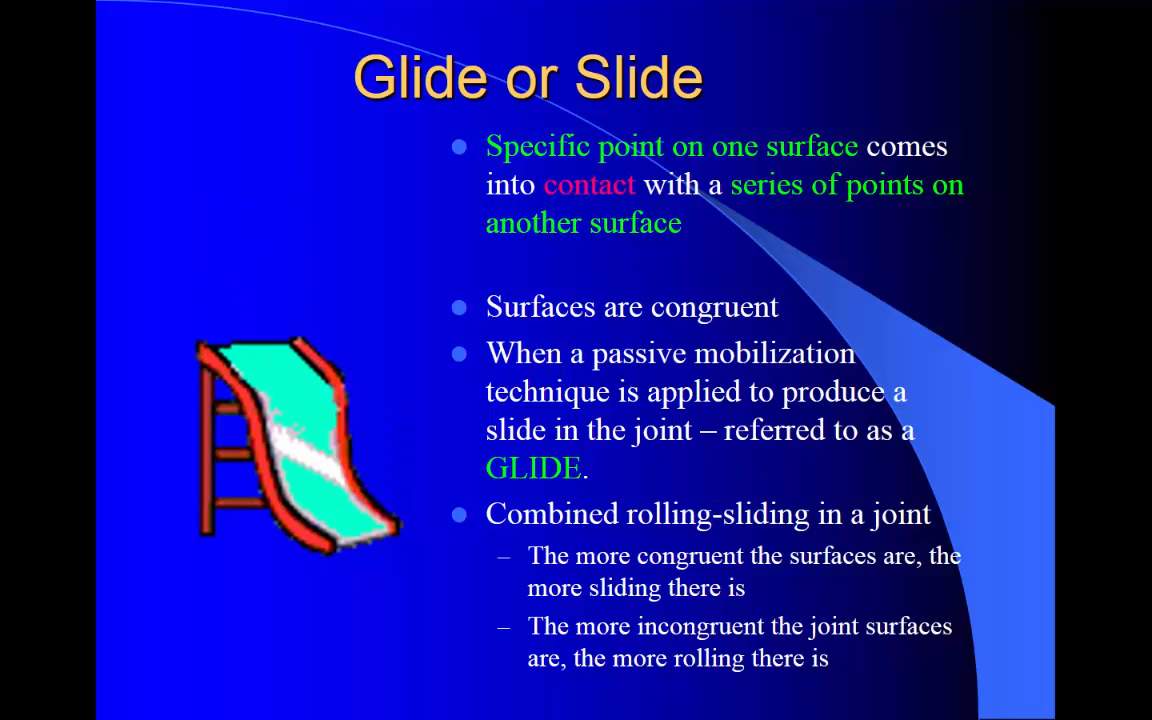 Glide or Slide
Specific point on one surface comes
into contact with a series of points on
another surface
Surfaces are congruent
When a passive mobilization
technique is applied to produce a
slide in the joint – referred to as a
GLIDE.
Combined rolling-sliding in a joint
– The more congruent the surfaces are, the
more sliding there is
– The more incongruent the joint surfaces
are, the more rolling there is